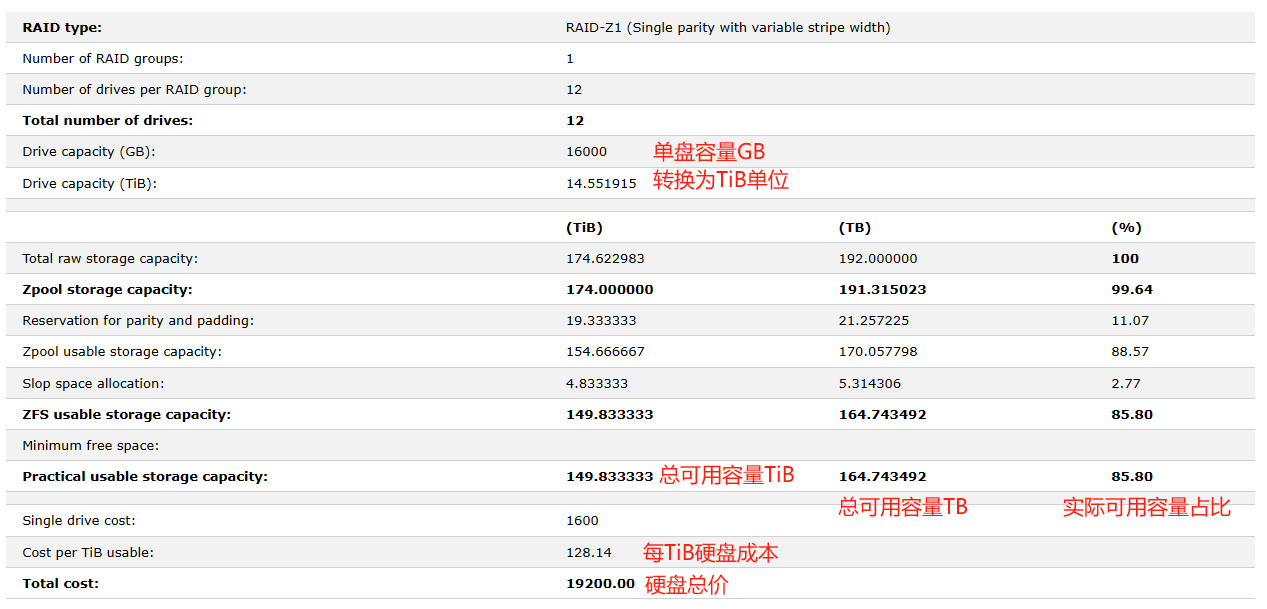 RAID type: RAID-Z1 (Single parity with variable stripe width)
Number of RAID groups: 1
Number of drives per RAID group: 12
Total number of drives: 12
Drive capacity (GB): 16000 单盘容量GB
Drive capacity (TiB): 14.551915 转换为TiB单位
(TiB) (TB) (%)
Total raw storage capacity: 174.622983 192.000000 100
Zpool storage capacity: 174.000000 191.315023 99.64
Reservation for parity and padding: 19.333333 21.257225 11.07
Zpool usable storage capacity: 154.666667 170.057798 88.57
Slop space allocation: 4.833333 5.314306 2.77
ZFS usable storage capacity: 149.833333 164.743492 85.80
Minimum free space:
Practical usable storage capacity: 149.833333 总可用容量TiB 164.743492 85.80
总可用容量TB 实际可用容量占比
Single drive cost: 1600
Cost per TiB usable: 128.14 每TiB硬盘成本
Total cost: 19200.00 硬盘总价